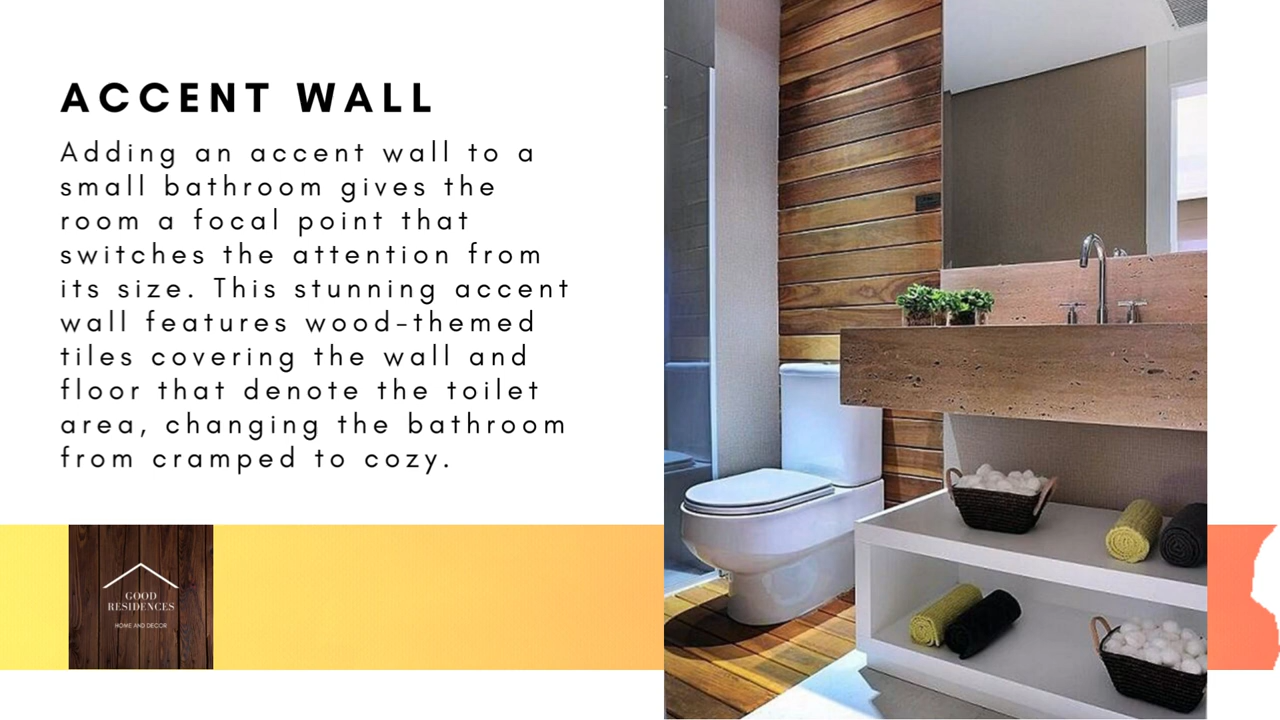 ACCENT WALL
Adding an accent wall to a
small bathroom gives the
room a focal point that
switches the attention from
its size. This stunning accent
wall features wood-themed
tiles covering the wall and
floor that denote the toilet
area, changing the bathroom
from cramped to cozy.
GOOD
RESIDENCES
HOME AND DECOR